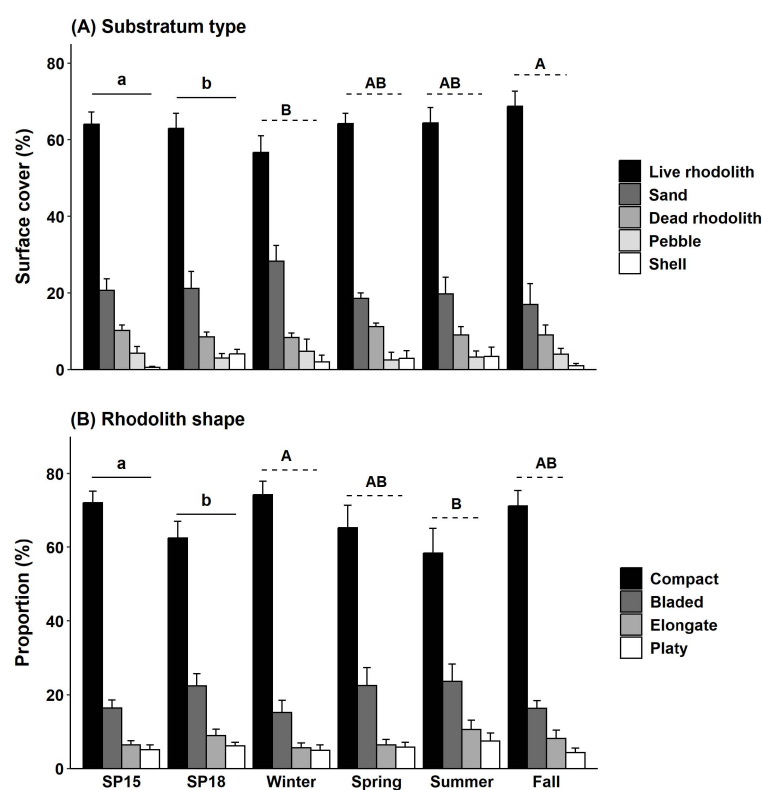 (A) Substratum type
80
60
40
20
0
Surface cover (%)
a
b
B
AB
AB
A
Live rhodolith
Sand
Dead rhodolith
Pebble
Shell
(B) Rhodolith shape
80
60
40
20
0
Proportion (%)
a
b
A
AB
B
AB
Compact
Bladed
Elongate
Platy
SP15 SP18 Winter Spring Summer Fall